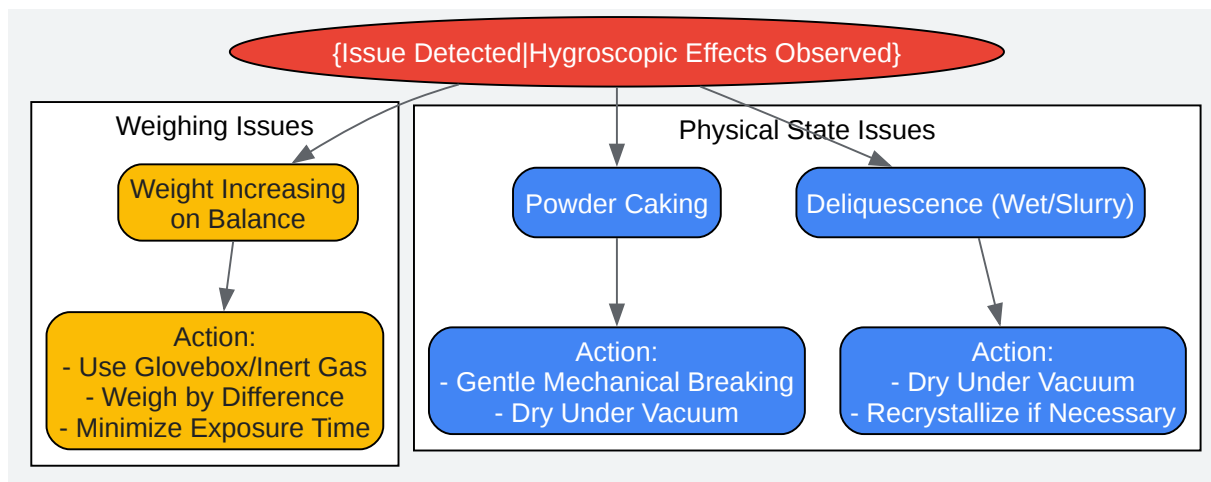 {Issue Detected|Hygroscopic Effects Observed}
Weighing Issues
Weight Increasing
on Balance
Action:
- Use Glovebox/Inert Gas
- Weigh by Difference
- Minimize Exposure Time
Physical State Issues
Powder Caking
Action:
- Gentle Mechanical Breaking
- Dry Under Vacuum
Deliquescence (Wet/Slurry)
Action:
- Dry Under Vacuum
- Recrystallize if Necessary